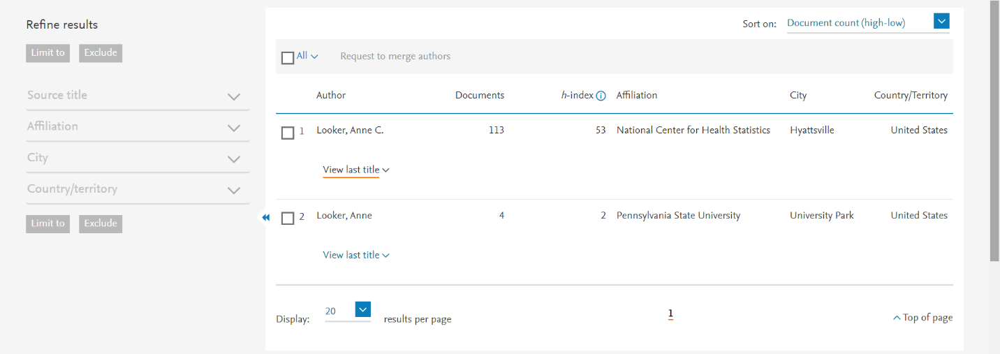 Refine results
Limit to Exclude
Source title
Affiliation
City
Country/territory
Limit to Exclude
Sort on: Document count (high-low)
All Request to merge authors
Author Documents h-index Affiliation City Country/Territory
1 Looker, Anne C. 113 53 National Center for Health Statistics Hyattsville United States
View last title
2 Looker, Anne 4 2 Pennsylvania State University University Park United States
View last title
Display: 20 results per page 1 Top of page